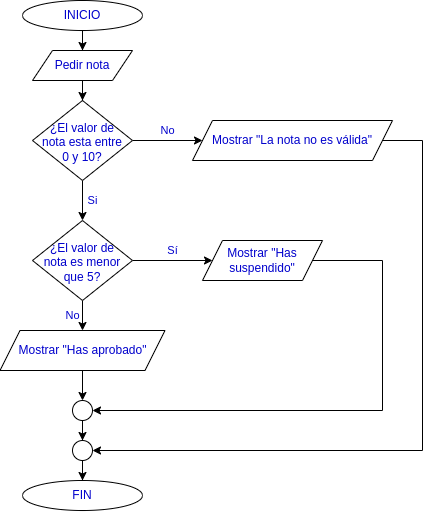 INICIO
Pedir nota
¿El valor de
nota esta entre
0 y 10?
No
Mostrar "La nota no es válida"
Si
¿El valor de
nota es menor
que 5?
Sí
Mostrar "Has
suspendido"
No
Mostrar "Has aprobado"
FIN